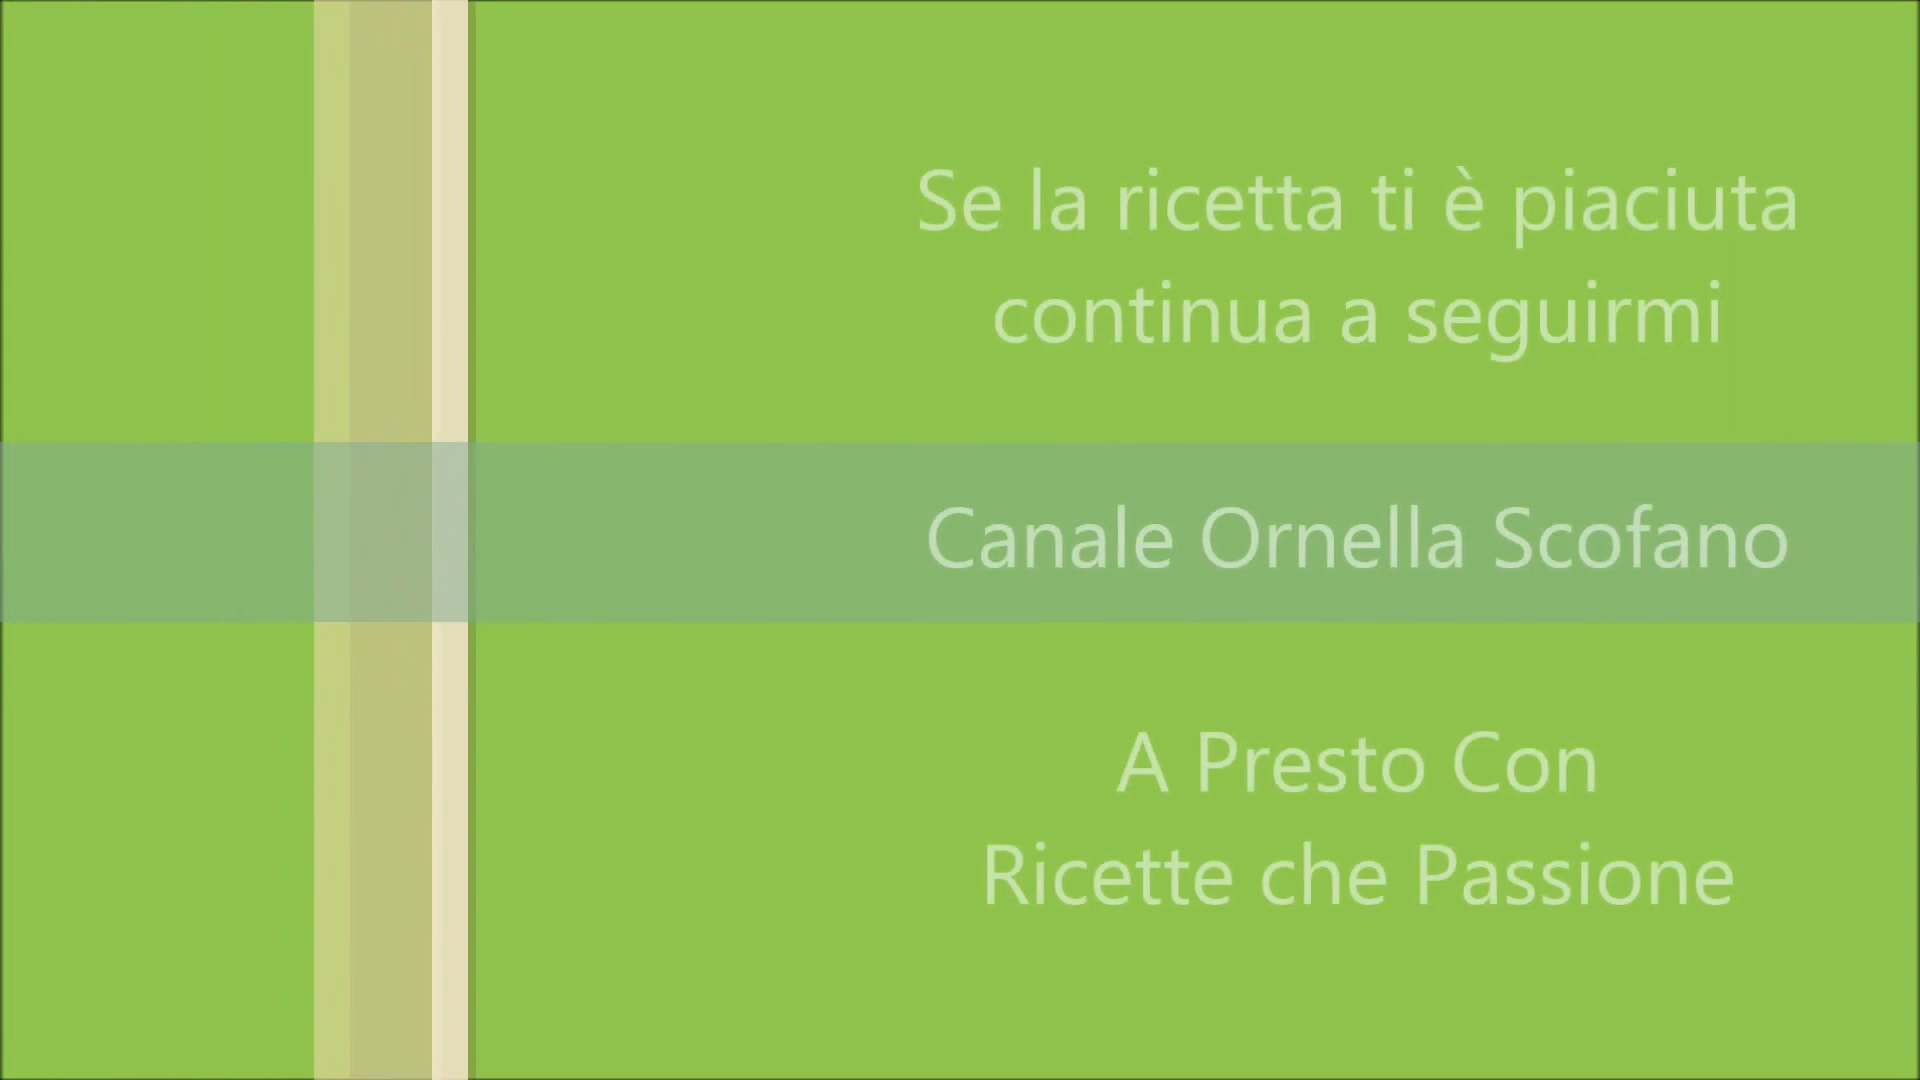 Se la ricetta ti è piaciuta
continua a seguirmi
Canale Ornella Scofano
A Presto Con
Ricette che Passione